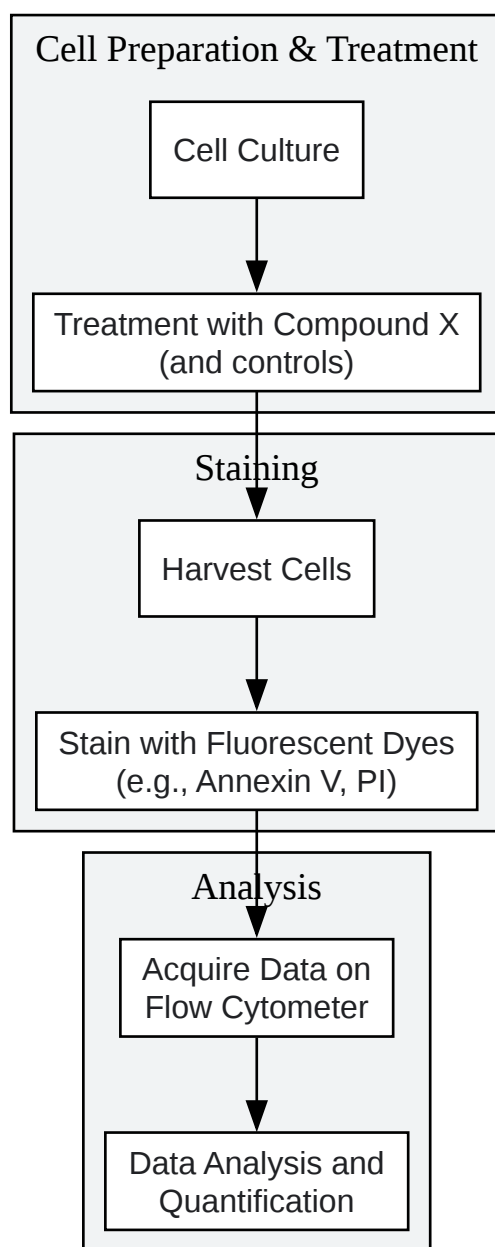 Cell Preparation & Treatment
Cell Culture
Treatment with Compound X
(and controls)
Staining
Harvest Cells
Stain with Fluorescent Dyes
(e.g., Annexin V, PI)
Analysis
Acquire Data on
Flow Cytometer
Data Analysis and
Quantification